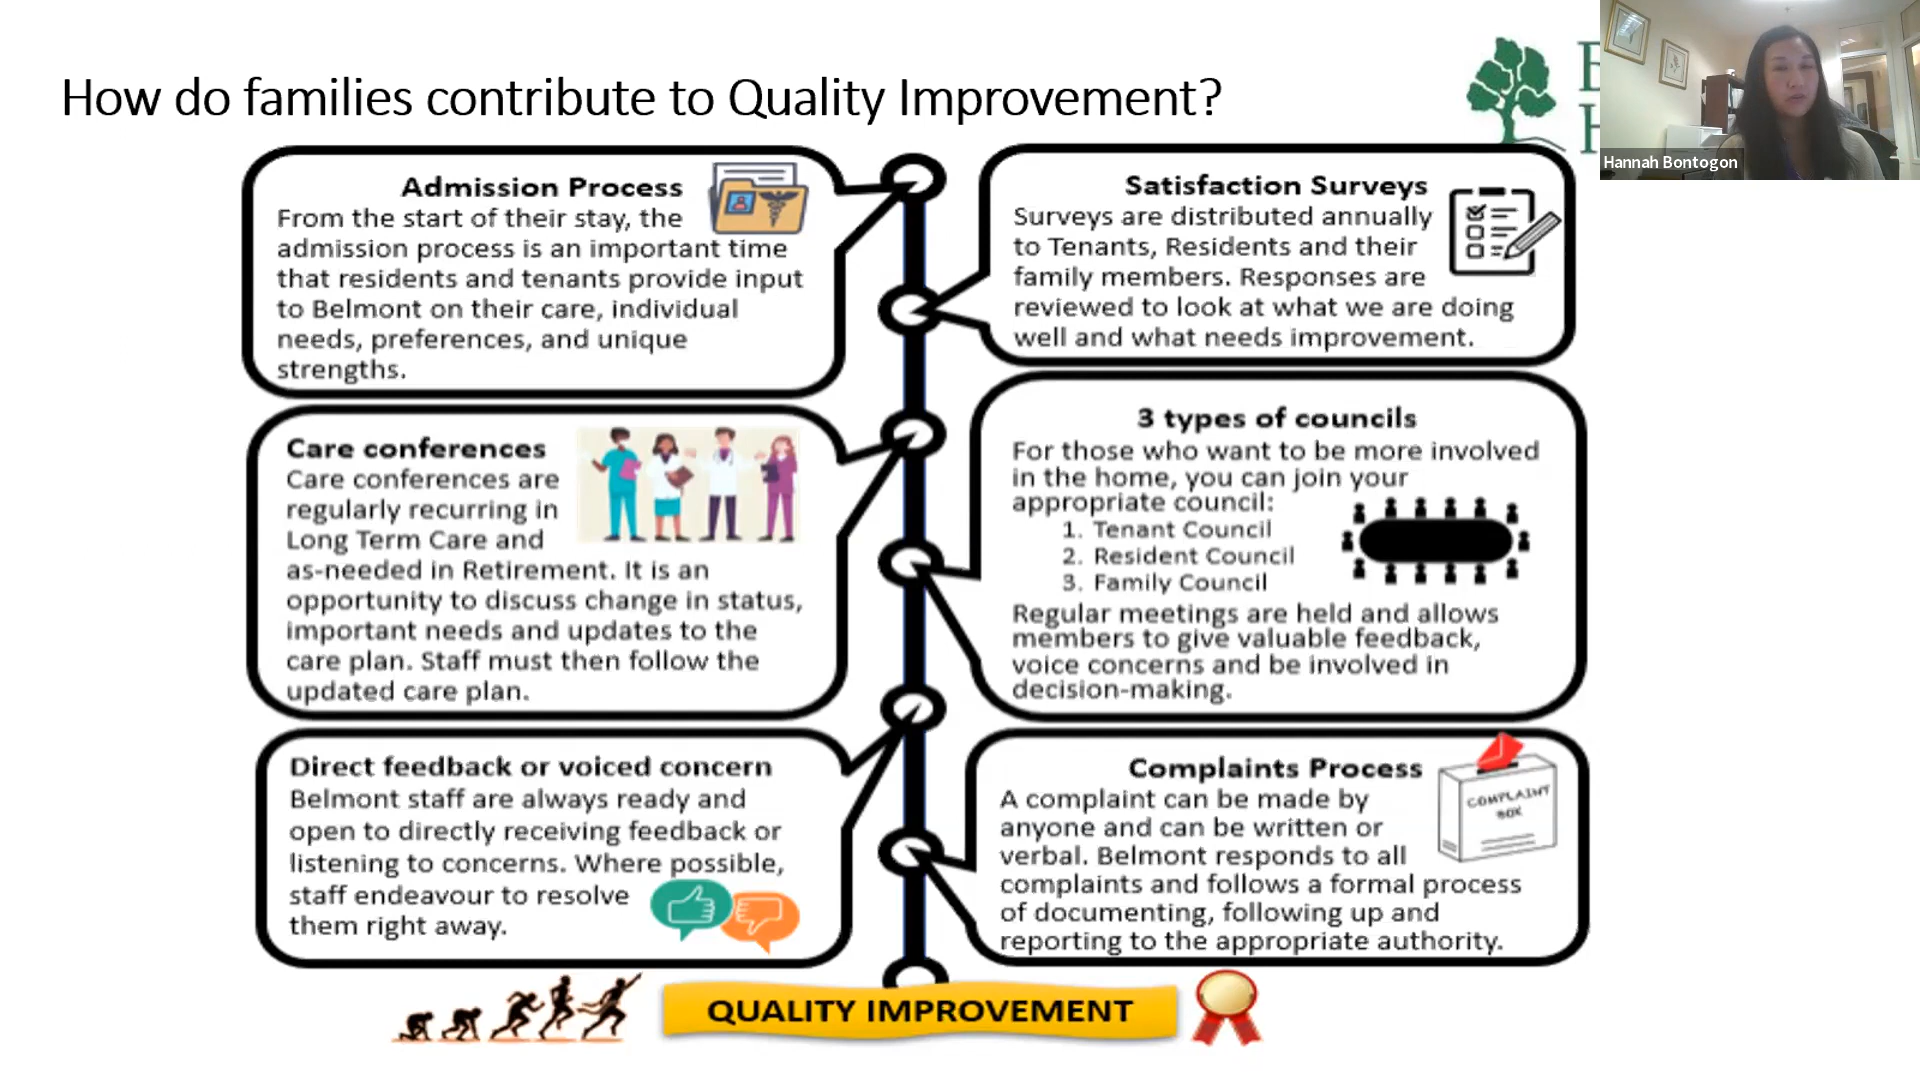 How do families contribute to Quality Improvement?
Hannah Bontogon
Admission Process
From the start of their stay, the
admission process is an important time
that residents and tenants provide input
to Belmont on their care, individual
needs, preferences, and unique
strengths.
Satisfaction Surveys
Surveys are distributed annually
to Tenants, Residents and their
family members. Responses are
reviewed to look at what we are doing
well and what needs improvement.
Care conferences
Care conferences are
regularly recurring in
Long Term Care and
as-needed in Retirement. It is an
opportunity to discuss change in status,
important needs and updates to the
care plan. Staff must then follow the
updated care plan.
3 types of councils
For those who want to be more involved
in the home, you can join your
appropriate council:
1. Tenant Council
2. Resident Council
3. Family Council
Regular meetings are held and allows
members to give valuable feedback,
voice concerns and be involved in
decision-making.
Direct feedback or voiced concern
Belmont staff are always ready and
open to directly receiving feedback or
listening to concerns. Where possible,
staff endeavour to resolve
them right away.
Complaints Process
A complaint can be made by
anyone and can be written or
verbal. Belmont responds to all
complaints and follows a formal process
of documenting, following up and
reporting to the appropriate authority.
COMPLAINT
BOX
QUALITY IMPROVEMENT